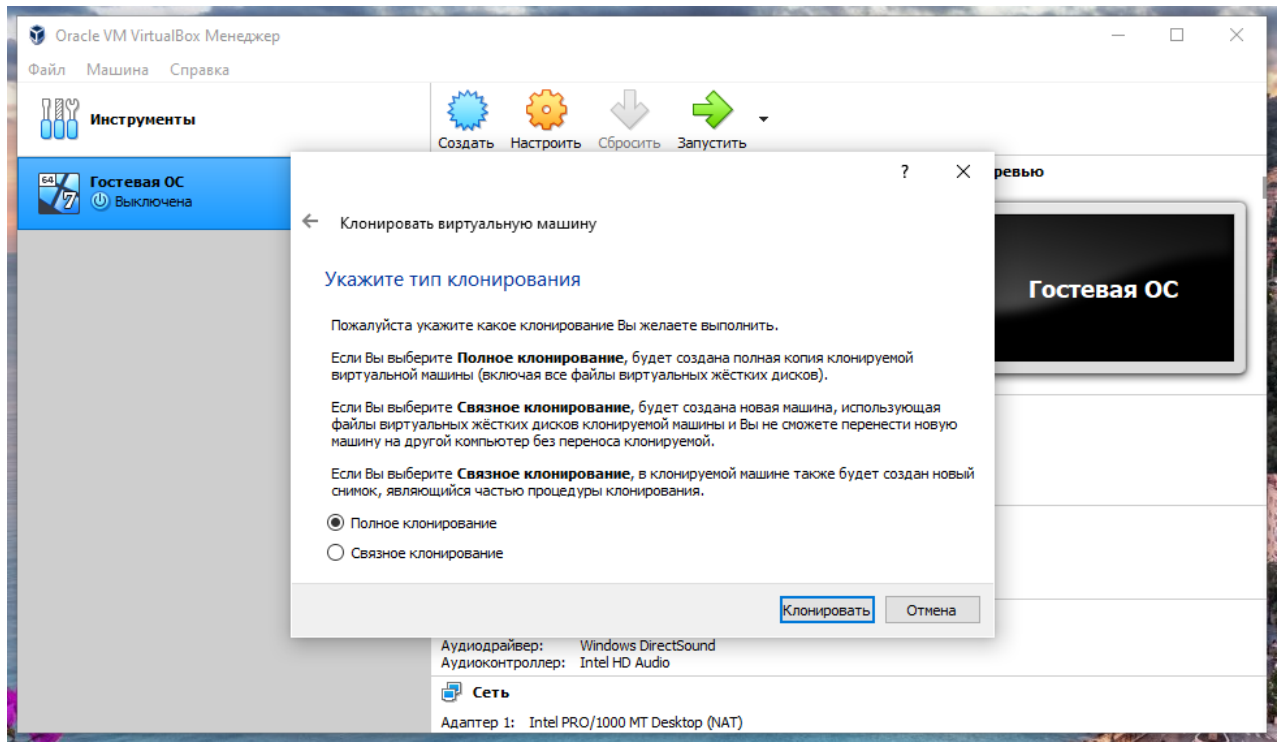 Oracle VM VirtualBox Менеджер
Файл Машина Справка
Инструменты
Создать Настроить Сбросить Запустить
64
7
Гостевая ОС
Выключена
?
ревью
Клонировать виртуальную машину
Гостевая ОС
Укажите тип клонирования
Пожалуйста укажите какое клонирование Вы желаете выполнить.
Если Вы выберите Полное клонирование, будет создана полная копия клонируемой
виртуальной машины (включая все файлы виртуальных жёстких дисков).
Если Вы выберите Связное клонирование, будет создана новая машина, использующая
файлы виртуальных жёстких дисков клонируемой машины и Вы не сможете перенести новую
машину на другой компьютер без переноса клонируемой.
Если Вы выберите Связное клонирование, в клонируемой машине также будет создан новый
снимок, являющийся частью процедуры клонирования.
Полное клонирование
Связное клонирование
Клонировать Отмена
Аудиодрайвер: Windows DirectSound
Аудиоконтроллер: Intel HD Audio
Сеть
Адаптер 1: Intel PRO/1000 MT Desktop (NAT)